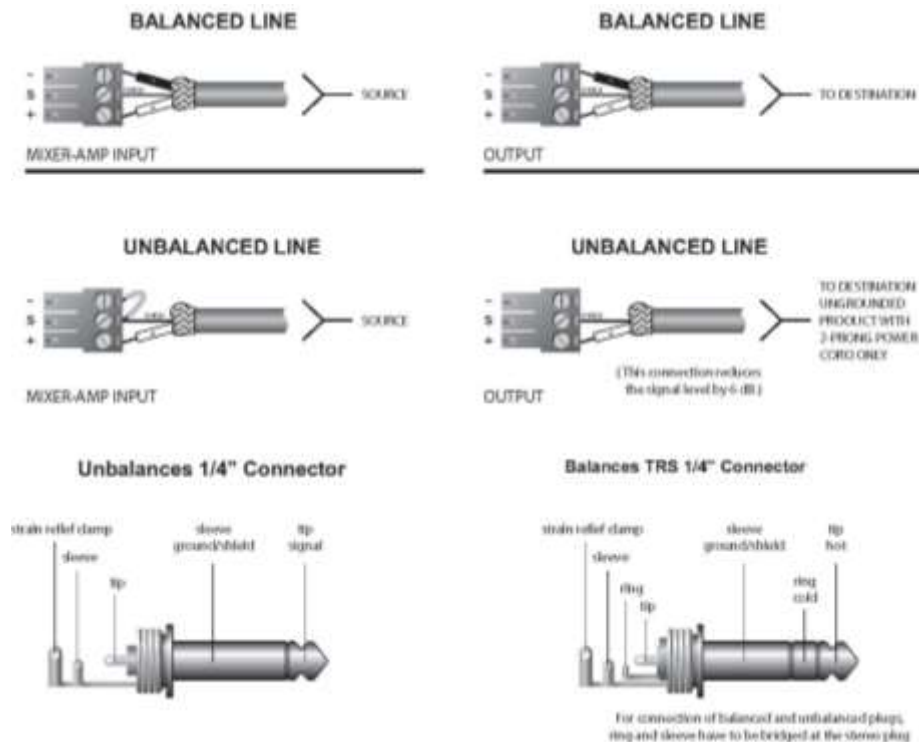 BALANCED LINE
BALANCED LINE
-
S
+
SOURCE
-
S
+
TO DESTINATION
MIXER-AMP INPUT
OUTPUT
UNBALANCED LINE
UNBALANCED LINE
-
S
+
SOURCE
-
S
+
TO DESTINATION
UNGROUNDED
PRODUCT WITH
2-PRONG POWER
CORD ONLY
MIXER-AMP INPUT
OUTPUT
(This connection reduces
the signal level by 6 dB.)
Unbalances 1/4" Connector
Balances TRS 1/4" Connector
strain relief clamp
sleeve
tip
sleeve
ground/shield
tip
signal
strain relief clamp
sleeve
ring
tip
sleeve
ground/shield
ring
cold
tip
hot
For connection of balanced and unbalanced plugs,
ring and sleeve have to be bridged at the stereo plug